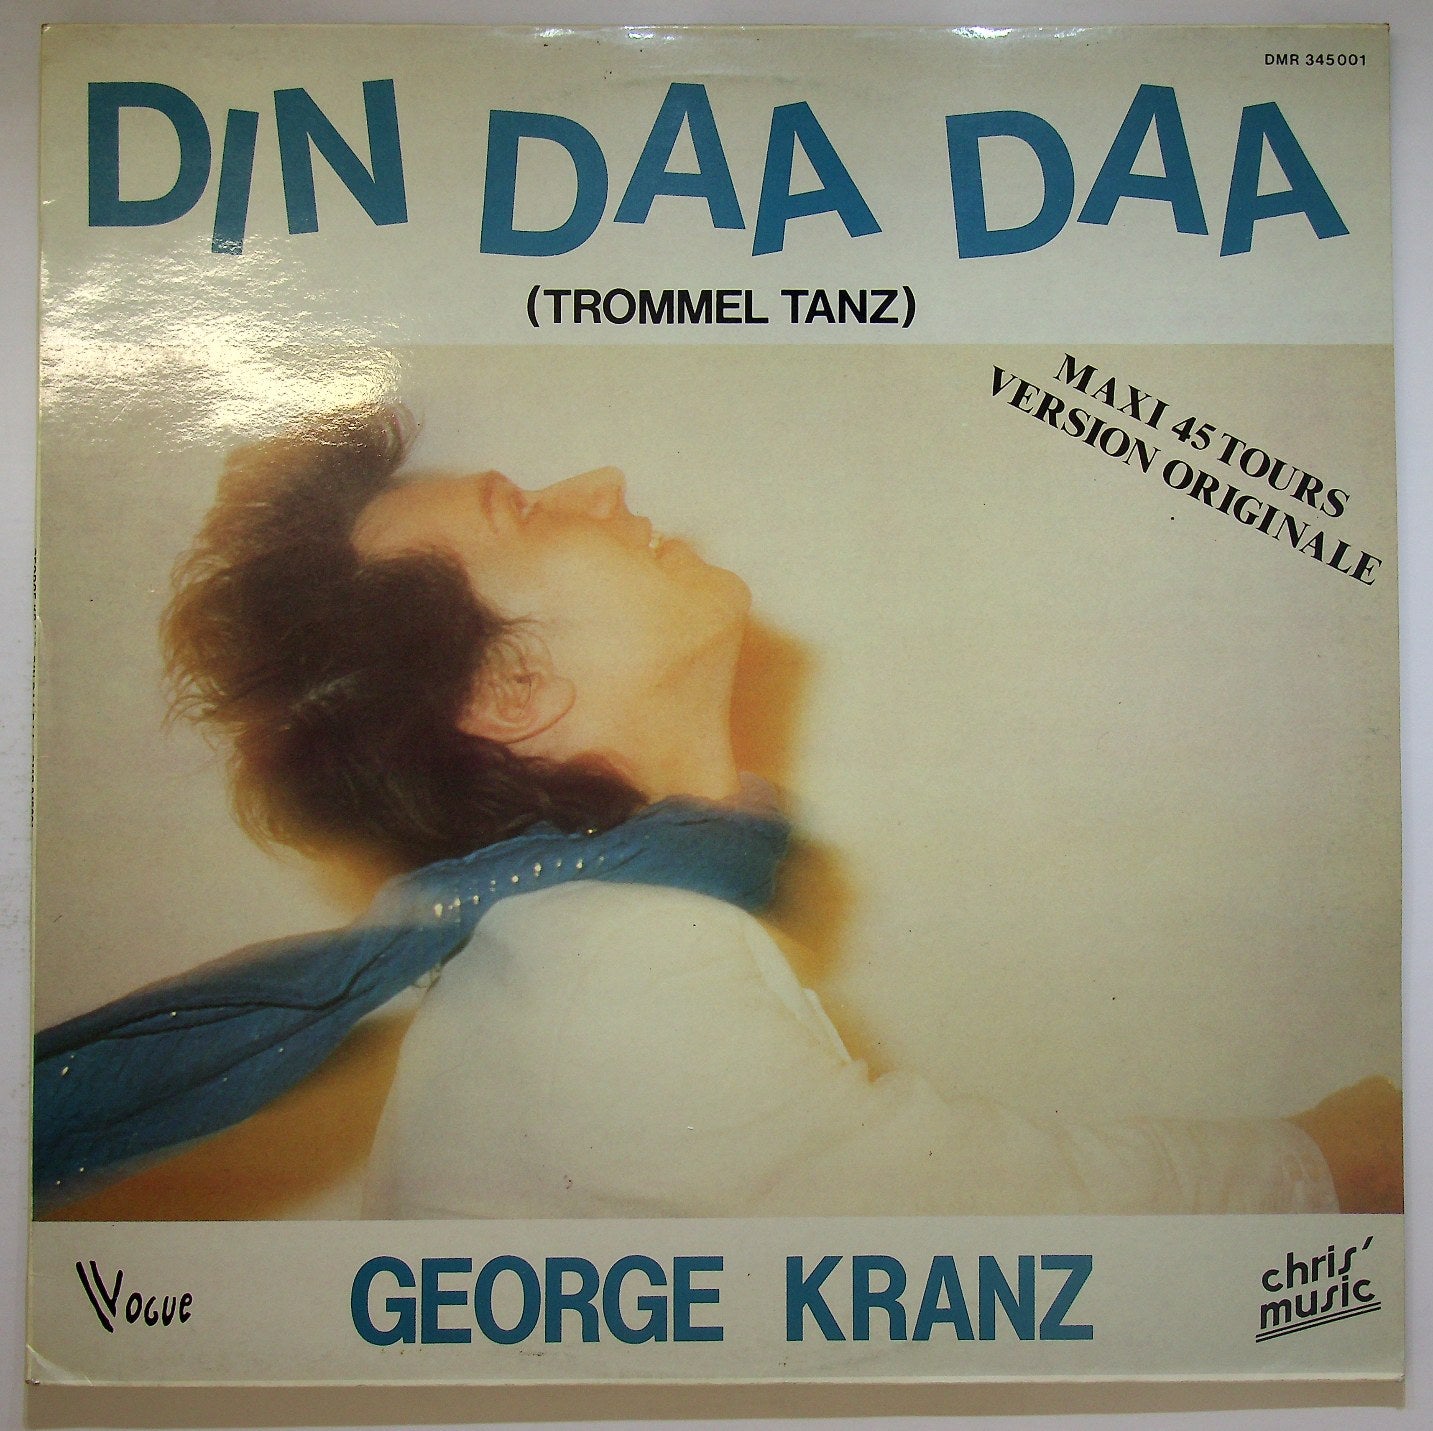 DMR 345001
DIN DAA DAA
(TROMMEL TANZ)
MAXI 45 TOURS
VERSION ORIGINALE
VOGUE
GEORGE KRANZ
chris'
music